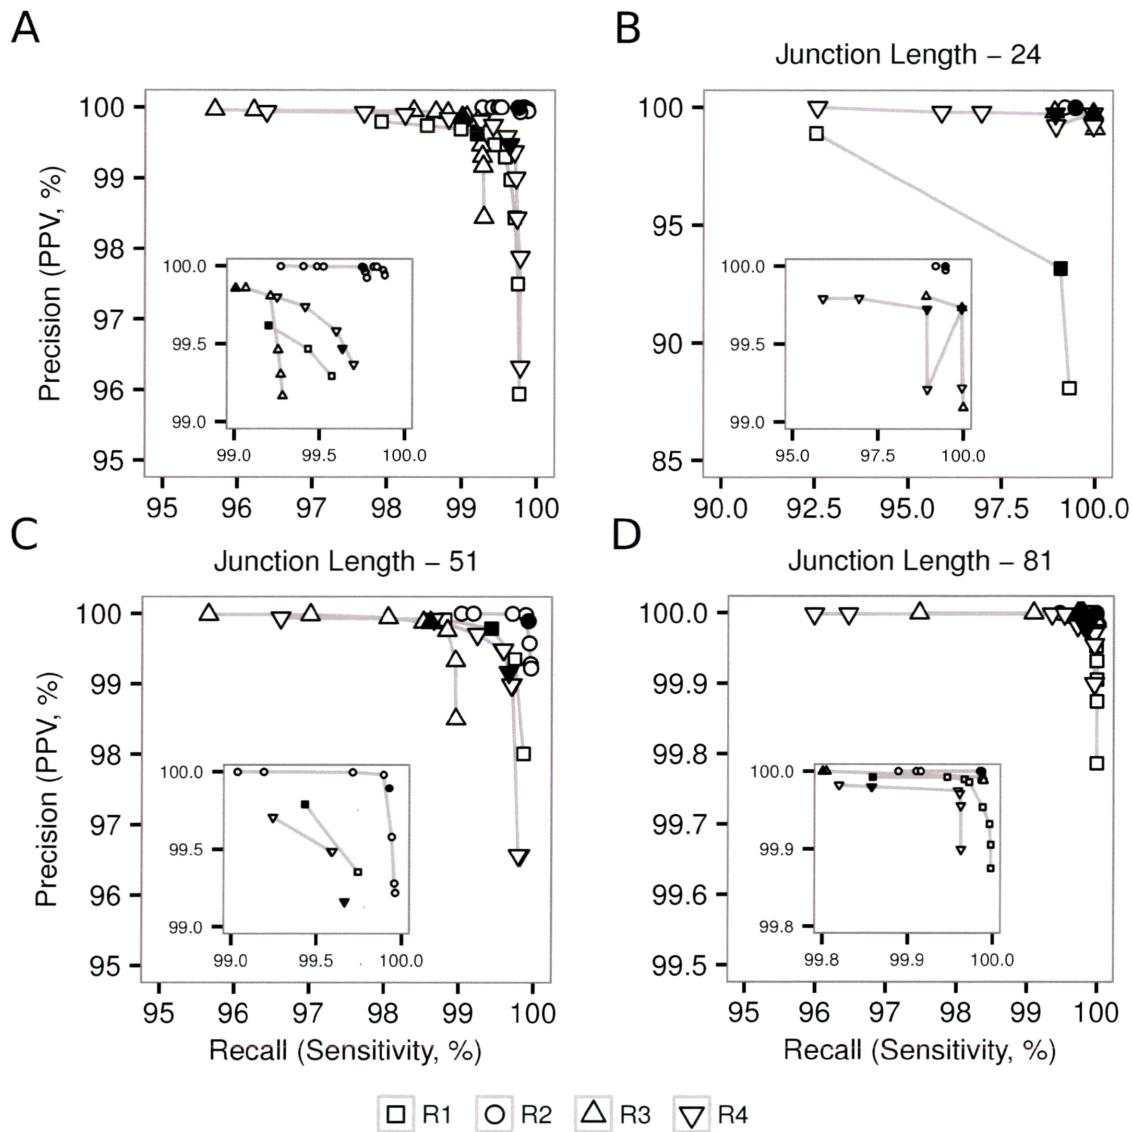 A
Precision (PPV, %)
100
99
98
97
96
95
95 96 97 98 99 100
100.0
99.5
99.0
99.0 99.5 100.0
B
Junction Length – 24
100
95
90
85
90.0 92.5 95.0 97.5 100.0
100.0
99.5
99.0
95.0 97.5 100.0
C
Junction Length – 51
Precision (PPV, %)
100
99
98
97
96
95
95 96 97 98 99 100
Recall (Sensitivity, %)
100.0
99.5
99.0
99.0 99.5 100.0
D
Junction Length – 81
100.0
99.9
99.8
99.7
99.6
99.5
95 96 97 98 99 100
Recall (Sensitivity, %)
100.0
99.9
99.8
99.8 99.9 100.0
R1 R2 R3 R4